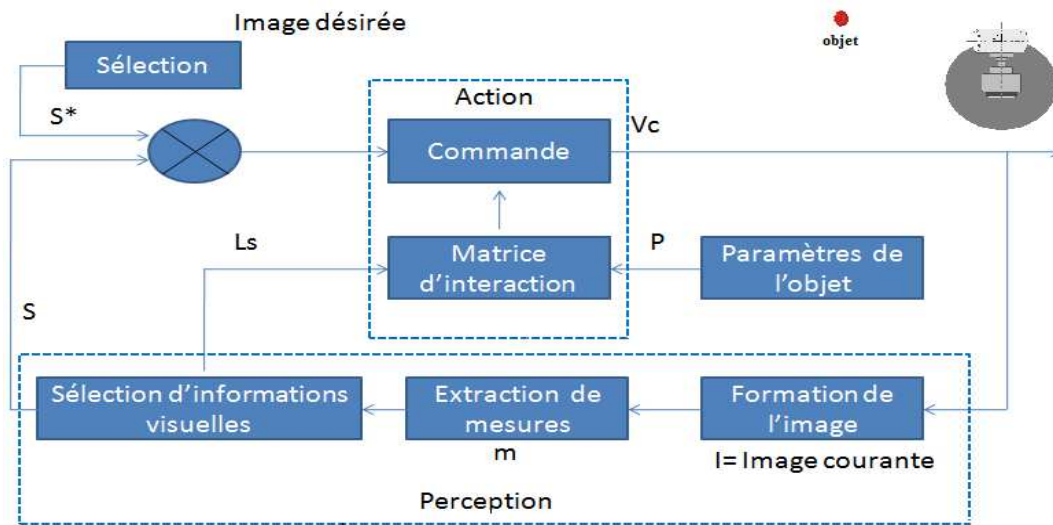 Image désirée
objet
Sélection
S*
Action
Vc
Commande
Ls
P
Matrice
d'interaction
Paramètres de
l'objet
S
Sélection d'informations
visuelles
Extraction de
mesures
m
Formation de
l'image
I= Image courante
Perception